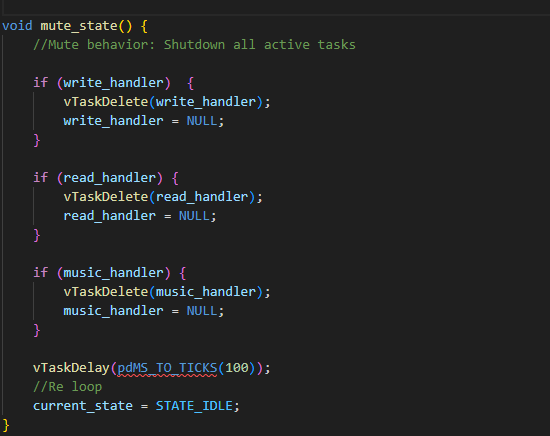 void mute_state() {
//Mute behavior: Shutdown all active tasks
if (write_handler)  {
vTaskDelete(write_handler);
write_handler = NULL;
}
if (read_handler) {
vTaskDelete(read_handler);
read_handler = NULL;
}
if (music_handler) {
vTaskDelete(music_handler);
music_handler = NULL;
}
vTaskDelay(pdMS_TO_TICKS(100));
//Re loop
current_state = STATE_IDLE;
}